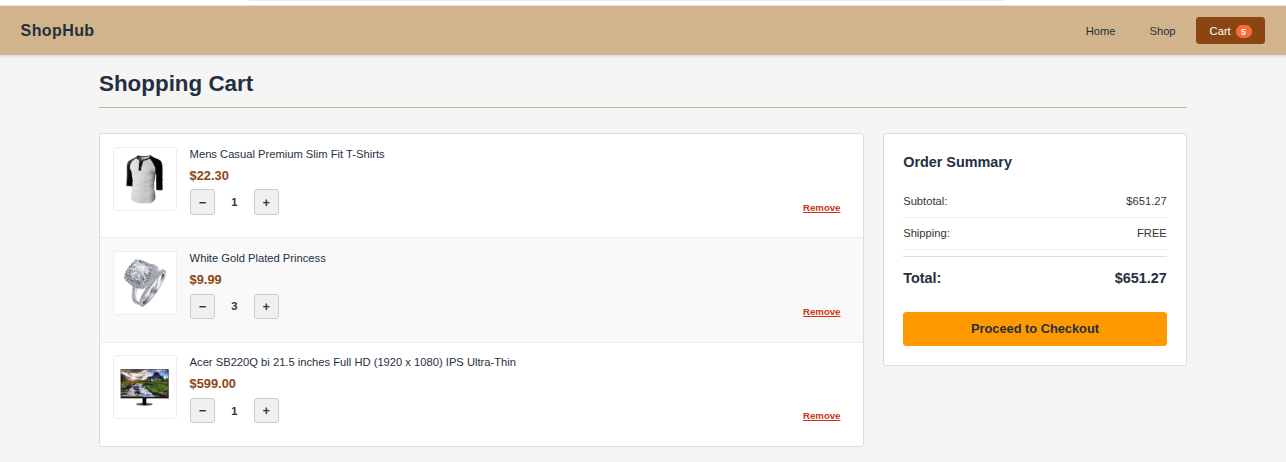 ShopHub
Home Shop Cart 5
Shopping Cart
Mens Casual Premium Slim Fit T-Shirts
$22.30
− 1 +
Remove
White Gold Plated Princess
$9.99
− 3 +
Remove
Acer SB220Q bi 21.5 inches Full HD (1920 x 1080) IPS Ultra-Thin
$599.00
− 1 +
Remove
Order Summary
Subtotal: $651.27
Shipping: FREE
Total: $651.27
Proceed to Checkout